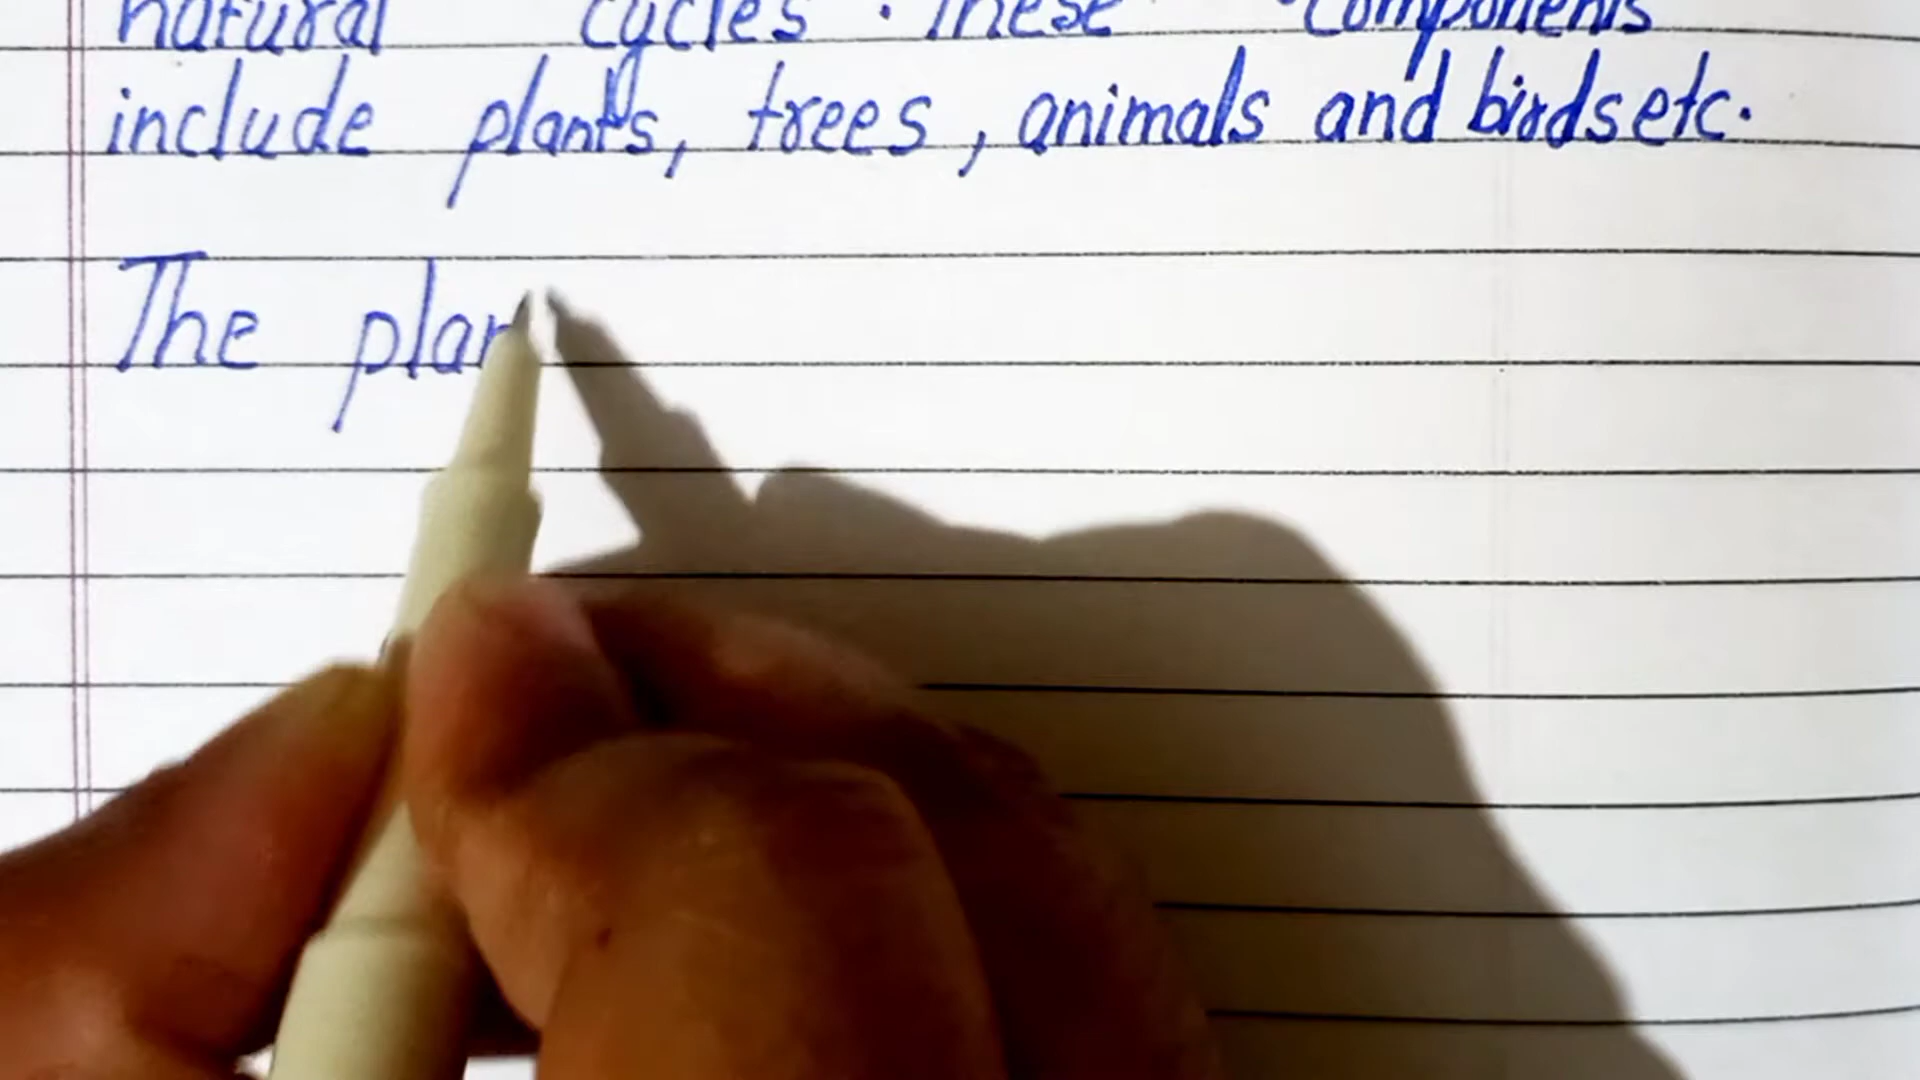 natural cycles. These components
include plants, trees, animals and birds etc.
The plan